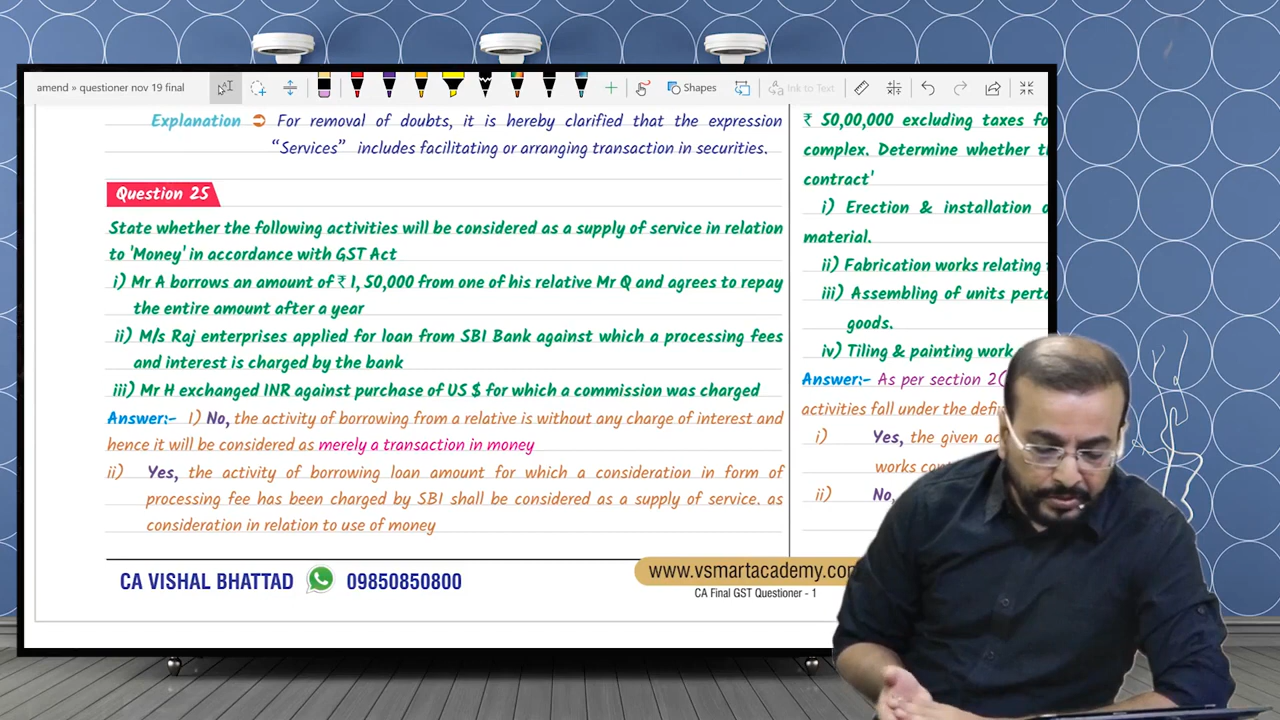 amend » questioner nov 19 final
Shapes
Ink to Text
Explanation ➲ For removal of doubts, it is hereby clarified that the expression
“Services” includes facilitating or arranging transaction in securities.
Question 25
State whether the following activities will be considered as a supply of service in relation
to 'Money' in accordance with GST Act
i) Mr A borrows an amount of ₹ 1, 50,000 from one of his relative Mr Q and agrees to repay
the entire amount after a year
ii) M/s Raj enterprises applied for loan from SBI Bank against which a processing fees
and interest is charged by the bank
iii) Mr H exchanged INR against purchase of US $ for which a commission was charged
Answer:- 1) No, the activity of borrowing from a relative is without any charge of interest and
hence it will be considered as merely a transaction in money
ii) Yes, the activity of borrowing loan amount for which a consideration in form of
processing fee has been charged by SBI shall be considered as a supply of service. as
consideration in relation to use of money
₹ 50,00,000 excluding taxes fo
complex. Determine whether t
contract'
i) Erection & installation
material.
ii) Fabrication works relating
iii) Assembling of units pert
goods.
iv) Tiling & painting work
Answer:- As per section 2(
activities fall under the defi
i) Yes, the given ac
works con
ii) No,
CA VISHAL BHATTAD 09850850800
www.vsmartacademy.com
CA Final GST Questioner - 1